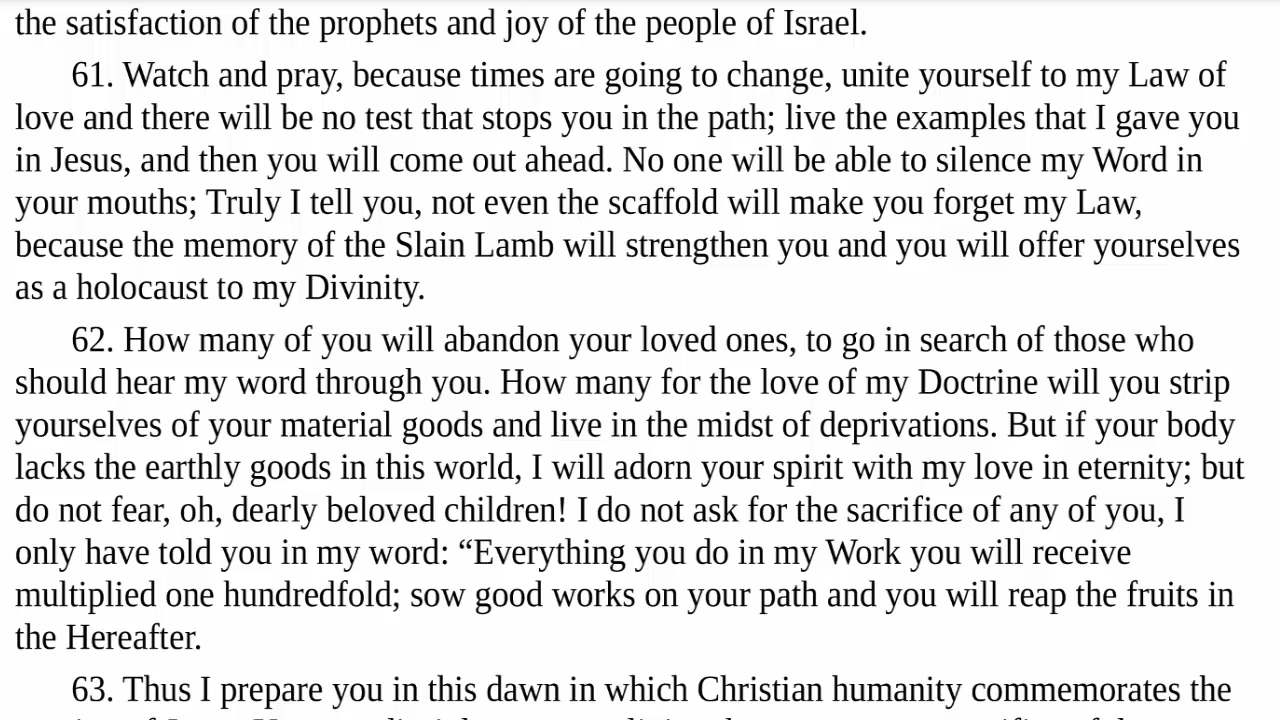 the satisfaction of the prophets and joy of the people of Israel.
61. Watch and pray, because times are going to change, unite yourself to my Law of
love and there will be no test that stops you in the path; live the examples that I gave you
in Jesus, and then you will come out ahead. No one will be able to silence my Word in
your mouths; Truly I tell you, not even the scaffold will make you forget my Law,
because the memory of the Slain Lamb will strengthen you and you will offer yourselves
as a holocaust to my Divinity.
62. How many of you will abandon your loved ones, to go in search of those who
should hear my word through you. How many for the love of my Doctrine will you strip
yourselves of your material goods and live in the midst of deprivations. But if your body
lacks the earthly goods in this world, I will adorn your spirit with my love in eternity; but
do not fear, oh, dearly beloved children! I do not ask for the sacrifice of any of you, I
only have told you in my word: “Everything you do in my Work you will receive
multiplied one hundredfold; sow good works on your path and you will reap the fruits in
the Hereafter.
63. Thus I prepare you in this dawn in which Christian humanity commemorates the